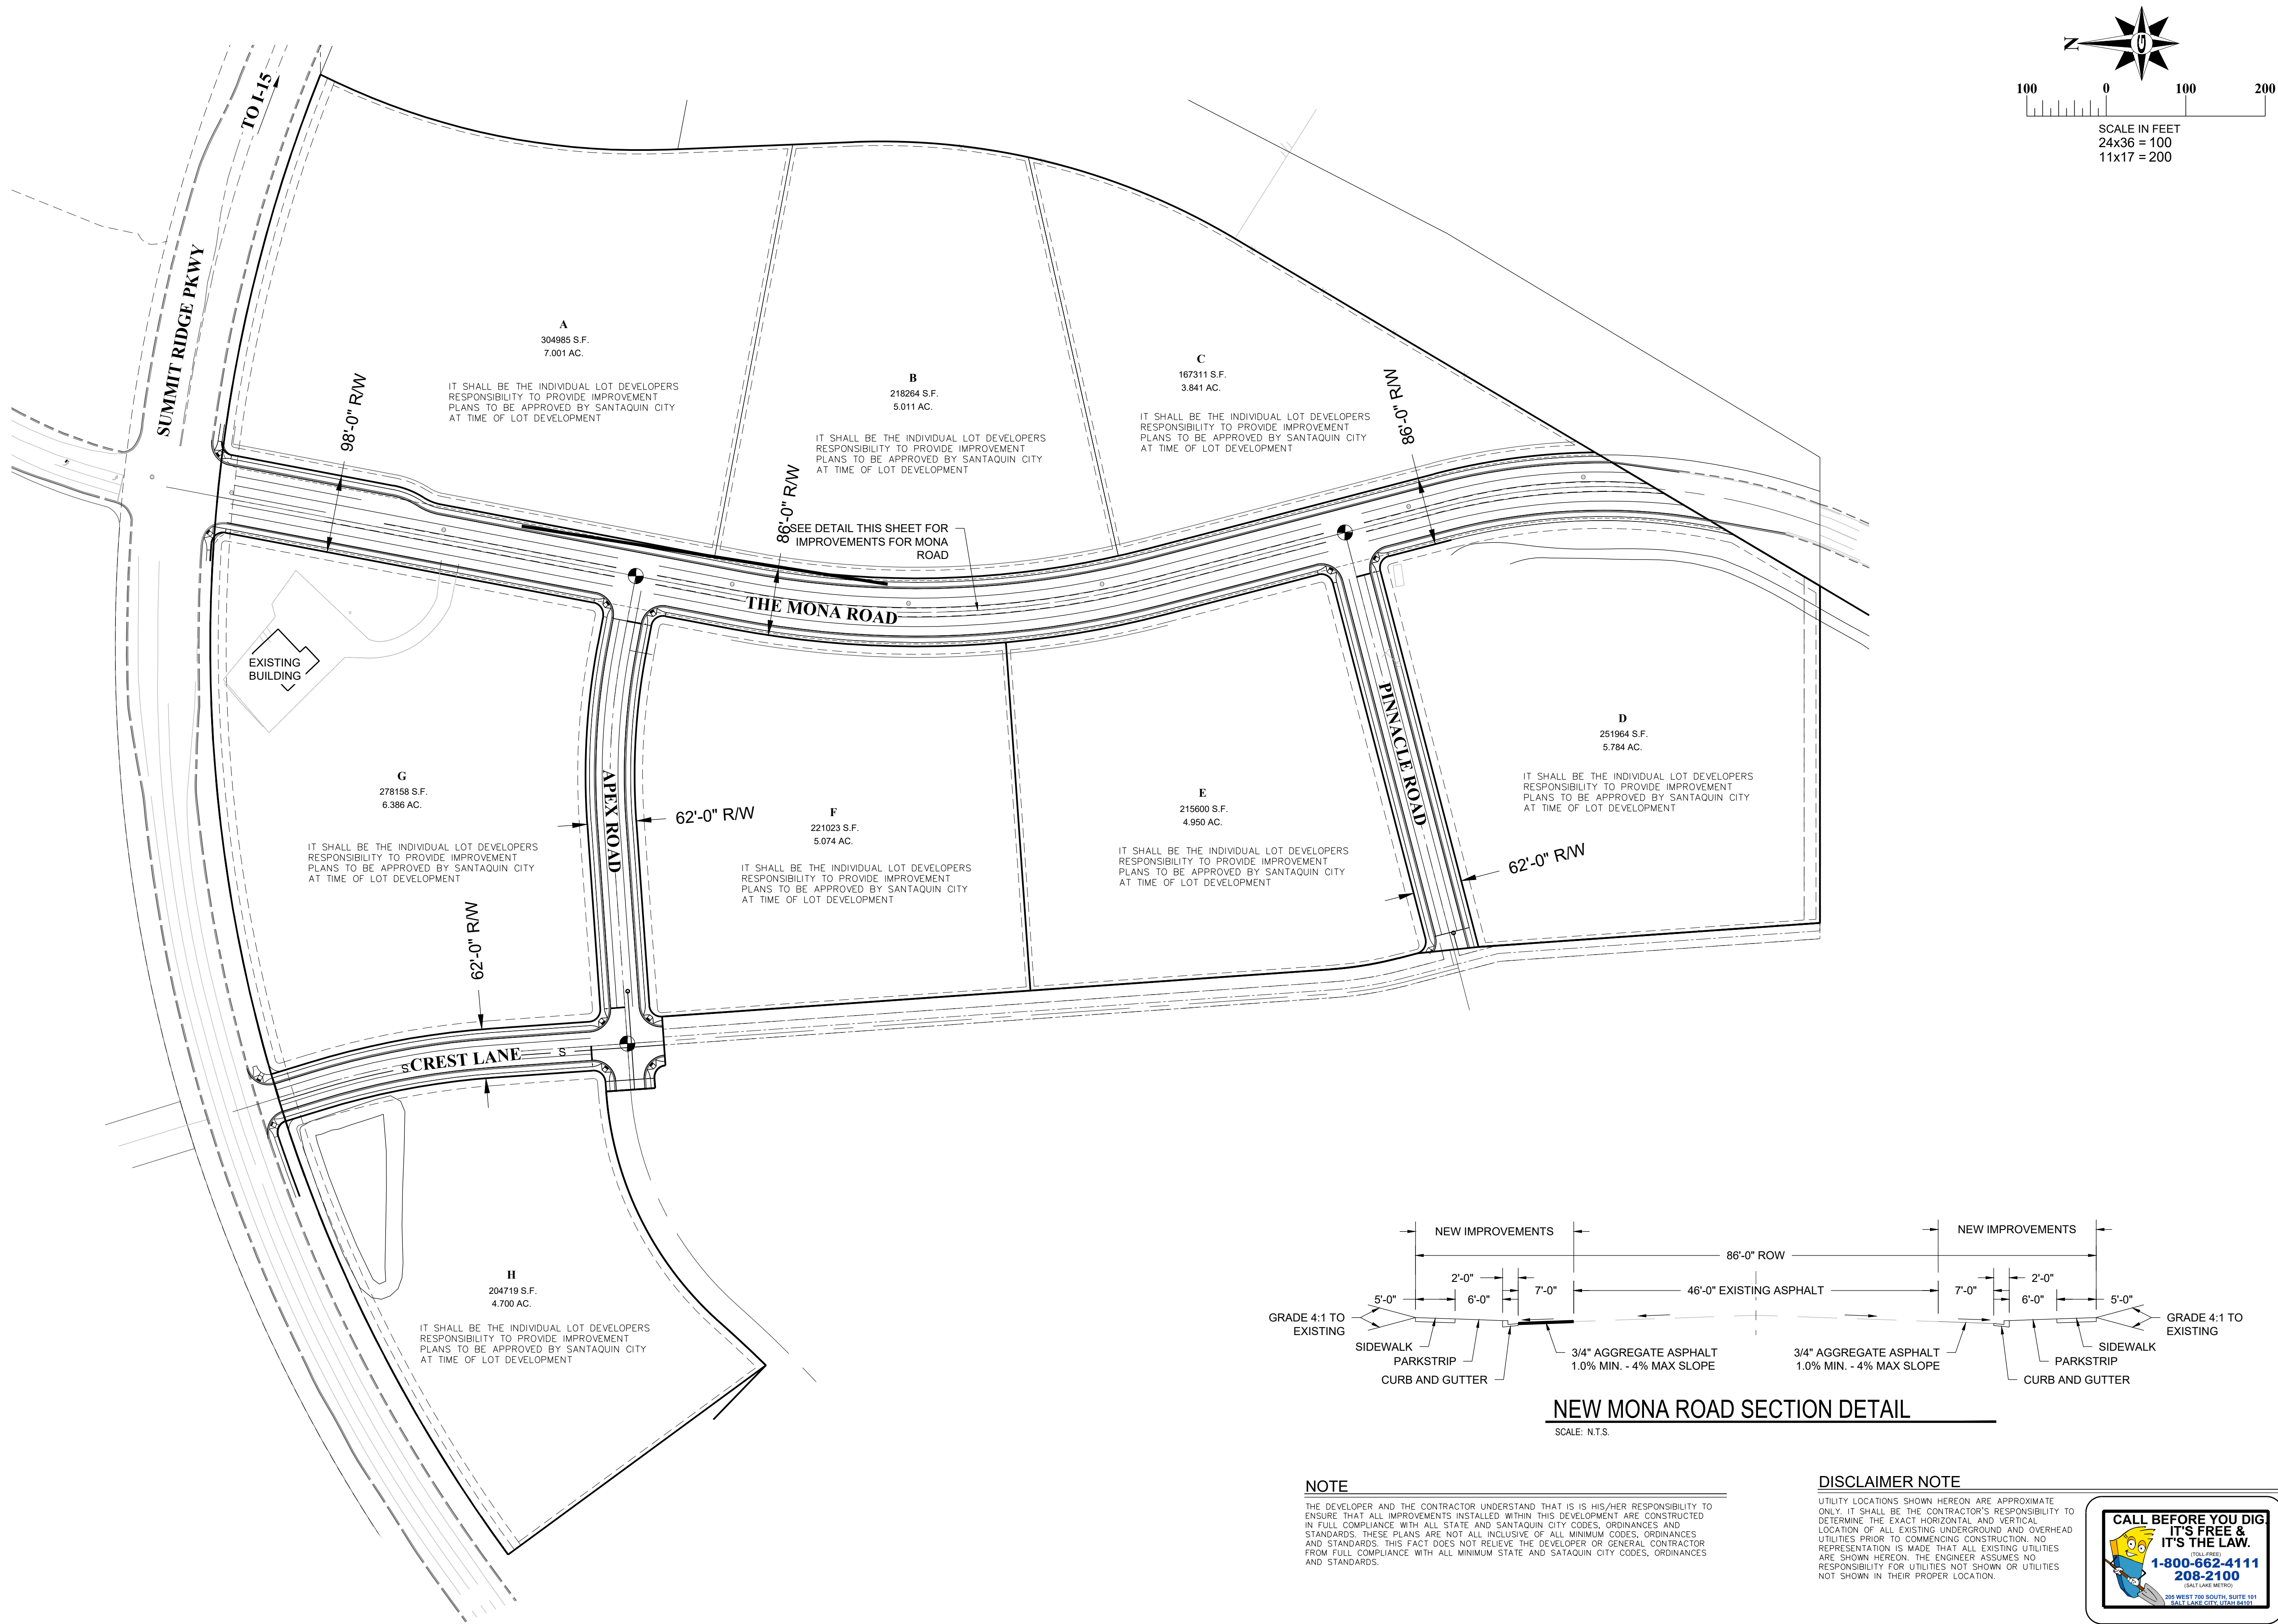 N
G
100 0 100 200
SCALE IN FEET
24x36 = 100
11x17 = 200
TO I-15
SUMMIT RIDGE PKWY
98'-0" R/W
A
304985 S.F.
7.001 AC.
IT SHALL BE THE INDIVIDUAL LOT DEVELOPERS
RESPONSIBILITY TO PROVIDE IMPROVEMENT
PLANS TO BE APPROVED BY SANTAQUIN CITY
AT TIME OF LOT DEVELOPMENT
B
218264 S.F.
5.011 AC.
IT SHALL BE THE INDIVIDUAL LOT DEVELOPERS
RESPONSIBILITY TO PROVIDE IMPROVEMENT
PLANS TO BE APPROVED BY SANTAQUIN CITY
AT TIME OF LOT DEVELOPMENT
C
167311 S.F.
3.841 AC.
IT SHALL BE THE INDIVIDUAL LOT DEVELOPERS
RESPONSIBILITY TO PROVIDE IMPROVEMENT
PLANS TO BE APPROVED BY SANTAQUIN CITY
AT TIME OF LOT DEVELOPMENT
86'-0" R/W
86'-0" R/W
SEE DETAIL THIS SHEET FOR
IMPROVEMENTS FOR MONA
ROAD
THE MONA ROAD
EXISTING
BUILDING
PINNACLE ROAD
D
251964 S.F.
5.784 AC.
IT SHALL BE THE INDIVIDUAL LOT DEVELOPERS
RESPONSIBILITY TO PROVIDE IMPROVEMENT
PLANS TO BE APPROVED BY SANTAQUIN CITY
AT TIME OF LOT DEVELOPMENT
G
278158 S.F.
6.386 AC.
IT SHALL BE THE INDIVIDUAL LOT DEVELOPERS
RESPONSIBILITY TO PROVIDE IMPROVEMENT
PLANS TO BE APPROVED BY SANTAQUIN CITY
AT TIME OF LOT DEVELOPMENT
APEX ROAD
62'-0" R/W
F
221023 S.F.
5.074 AC.
IT SHALL BE THE INDIVIDUAL LOT DEVELOPERS
RESPONSIBILITY TO PROVIDE IMPROVEMENT
PLANS TO BE APPROVED BY SANTAQUIN CITY
AT TIME OF LOT DEVELOPMENT
E
215600 S.F.
4.950 AC.
IT SHALL BE THE INDIVIDUAL LOT DEVELOPERS
RESPONSIBILITY TO PROVIDE IMPROVEMENT
PLANS TO BE APPROVED BY SANTAQUIN CITY
AT TIME OF LOT DEVELOPMENT
62'-0" R/W
62'-0" R/W
S CREST LANE S
H
204719 S.F.
4.700 AC.
IT SHALL BE THE INDIVIDUAL LOT DEVELOPERS
RESPONSIBILITY TO PROVIDE IMPROVEMENT
PLANS TO BE APPROVED BY SANTAQUIN CITY
AT TIME OF LOT DEVELOPMENT
NEW IMPROVEMENTS NEW IMPROVEMENTS
86'-0" ROW
2'-0" 2'-0"
7'-0" 46'-0" EXISTING ASPHALT 7'-0"
5'-0" 6'-0" 6'-0" 5'-0"
GRADE 4:1 TO
EXISTING
GRADE 4:1 TO
EXISTING
SIDEWALK
PARKSTRIP
CURB AND GUTTER
3/4" AGGREGATE ASPHALT
1.0% MIN. - 4% MAX SLOPE
3/4" AGGREGATE ASPHALT
1.0% MIN. - 4% MAX SLOPE
SIDEWALK
PARKSTRIP
CURB AND GUTTER
NEW MONA ROAD SECTION DETAIL
SCALE: N.T.S.
NOTE
THE DEVELOPER AND THE CONTRACTOR UNDERSTAND THAT IS IS HIS/HER RESPONSIBILITY TO
ENSURE THAT ALL IMPROVEMENTS INSTALLED WITHIN THIS DEVELOPMENT ARE CONSTRUCTED
IN FULL COMPLIANCE WITH ALL STATE AND SANTAQUIN CITY CODES, ORDINANCES AND
STANDARDS. THESE PLANS ARE NOT ALL INCLUSIVE OF ALL MINIMUM CODES, ORDINANCES
AND STANDARDS. THIS FACT DOES NOT RELIEVE THE DEVELOPER OR GENERAL CONTRACTOR
FROM FULL COMPLIANCE WITH ALL MINIMUM STATE AND SATAQUIN CITY CODES, ORDINANCES
AND STANDARDS.
DISCLAIMER NOTE
UTILITY LOCATIONS SHOWN HEREON ARE APPROXIMATE
ONLY. IT SHALL BE THE CONTRACTOR'S RESPONSIBILITY TO
DETERMINE THE EXACT HORIZONTAL AND VERTICAL
LOCATION OF ALL EXISTING UNDERGROUND AND OVERHEAD
UTILITIES PRIOR TO COMMENCING CONSTRUCTION. NO
REPRESENTATION IS MADE THAT ALL EXISTING UTILITIES
ARE SHOWN HEREON. THE ENGINEER ASSUMES NO
RESPONSIBILITY FOR UTILITIES NOT SHOWN OR UTILITIES
NOT SHOWN IN THEIR PROPER LOCATION.
CALL BEFORE YOU DIG.
IT'S FREE &
IT'S THE LAW.
(TOLL-FREE)
1-800-662-4111
208-2100
(SALT LAKE METRO)
205 WEST 700 SOUTH, SUITE 101
SALT LAKE CITY, UTAH 84101